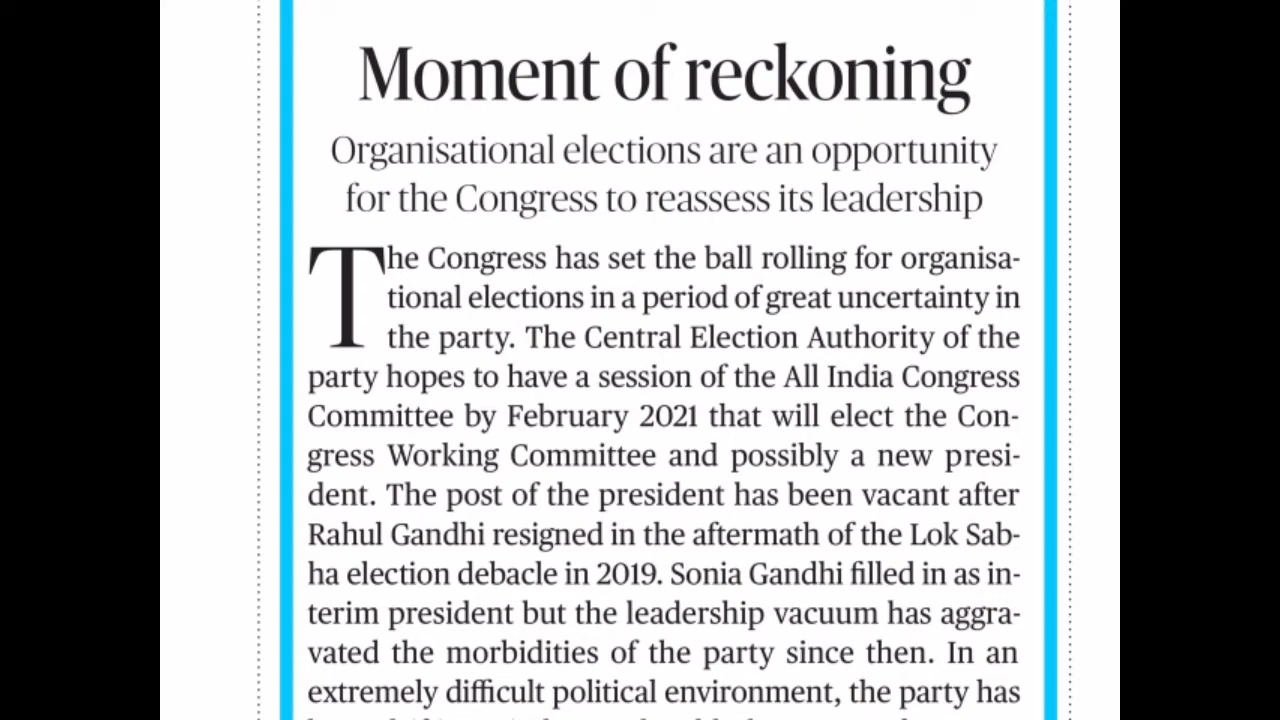 Moment of reckoning
Organisational elections are an opportunity
for the Congress to reassess its leadership
The Congress has set the ball rolling for organisa-
tional elections in a period of great uncertainty in
the party. The Central Election Authority of the
party hopes to have a session of the All India Congress
Committee by February 2021 that will elect the Con-
gress Working Committee and possibly a new presi-
dent. The post of the president has been vacant after
Rahul Gandhi resigned in the aftermath of the Lok Sab-
ha election debacle in 2019. Sonia Gandhi filled in as in-
terim president but the leadership vacuum has aggra-
vated the morbidities of the party since then. In an
extremely difficult political environment, the party has